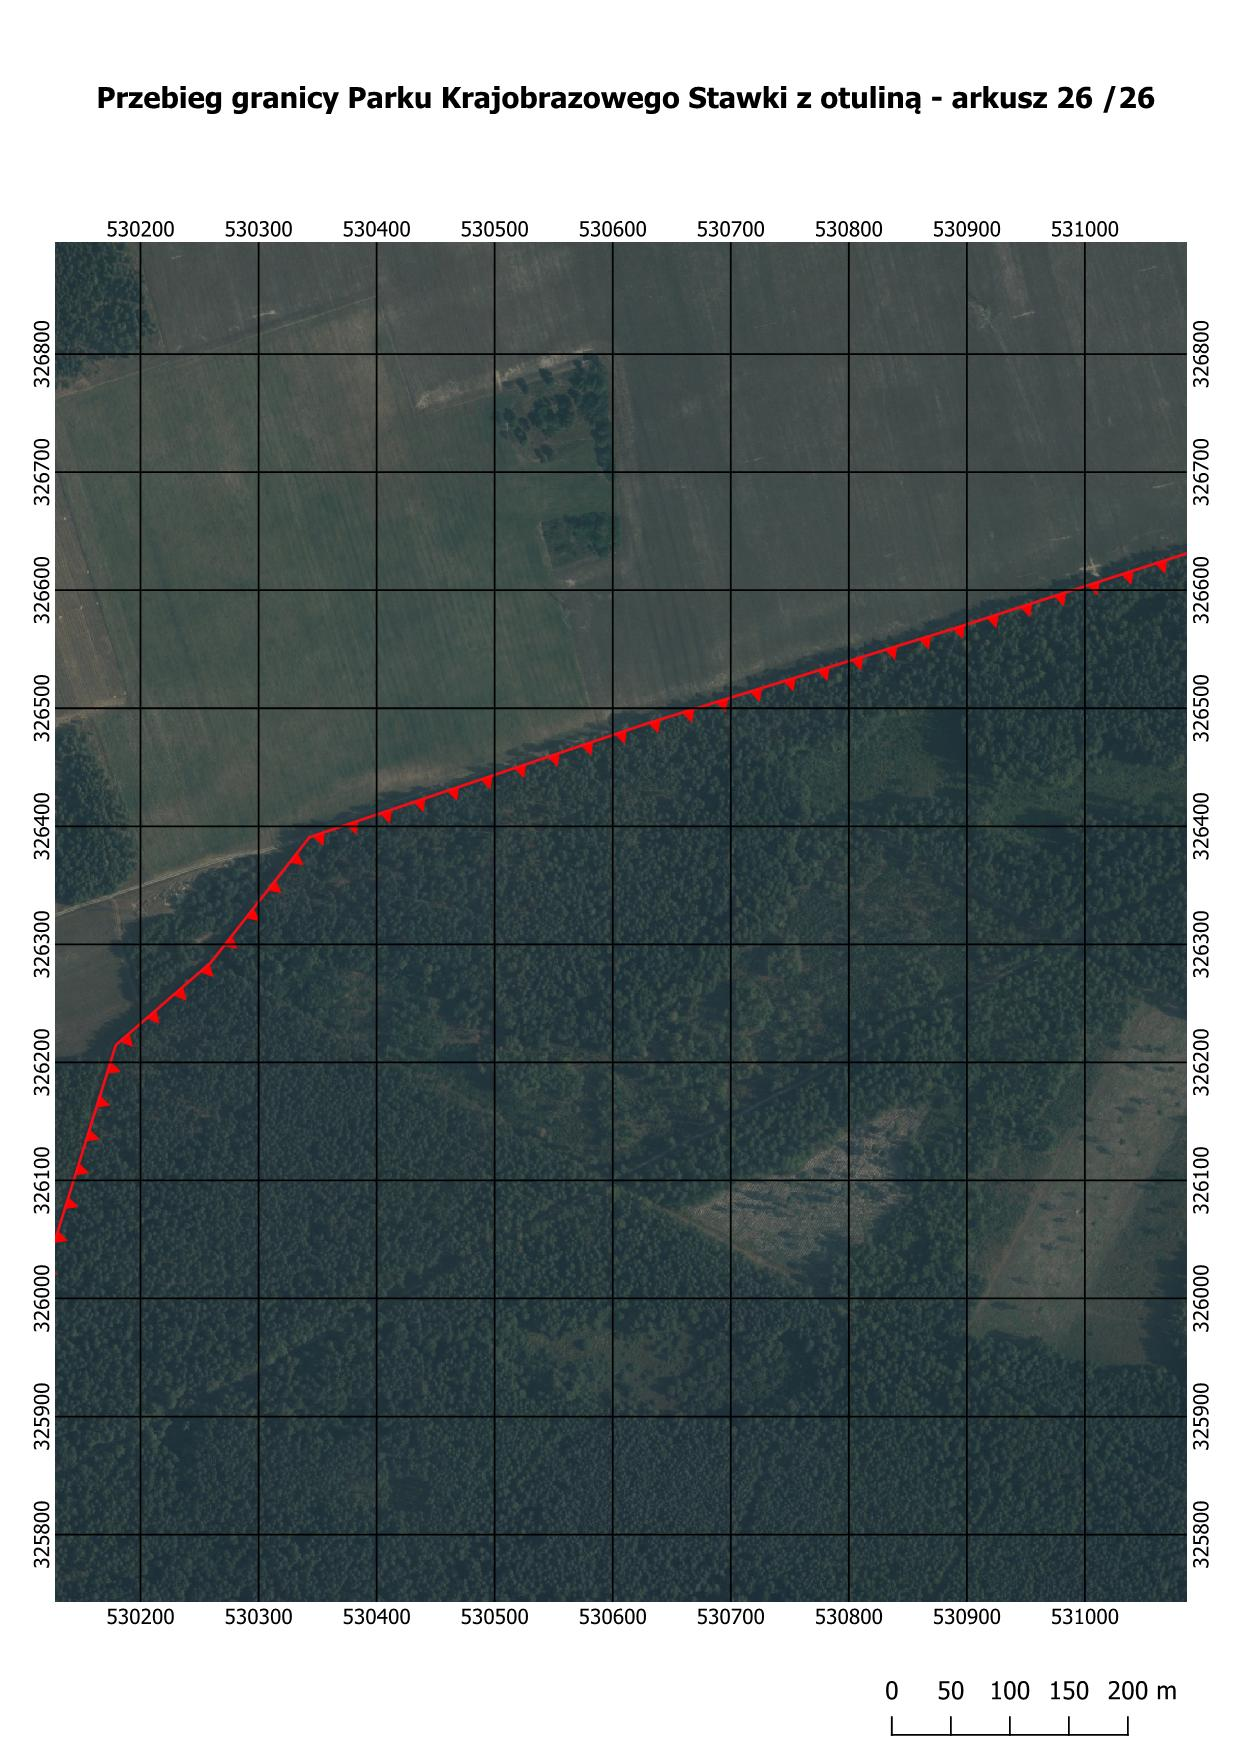 Przebieg granicy Parku Krajobrazowego Stawki z otuliną - arkusz 26 /26
530200 530300 530400 530500 530600 530700 530800 530900 531000
326800 326800
326700 326700
326600 326600
326500 326500
326400 326400
326300 326300
326200 326200
326100 326100
326000 326000
325900 325900
325800 325800
530200 530300 530400 530500 530600 530700 530800 530900 531000
0 50 100 150 200 m